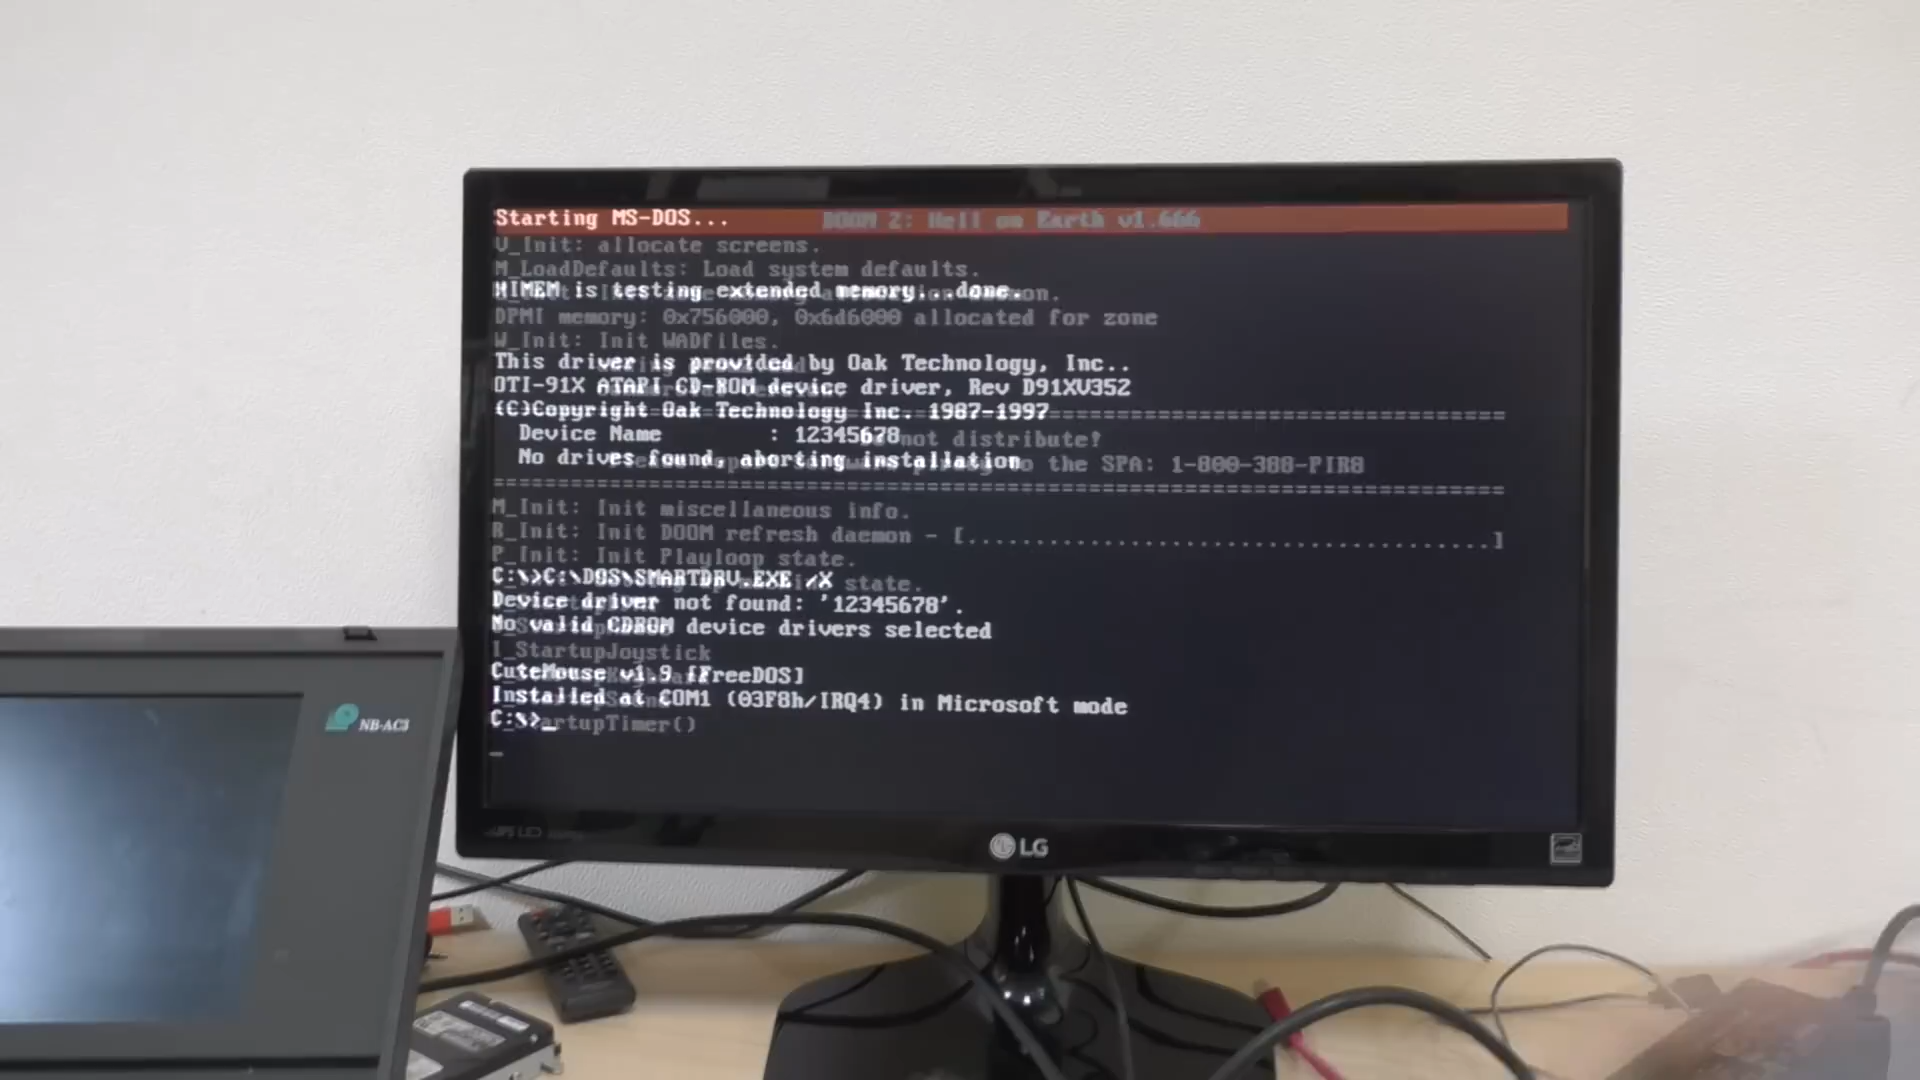 Starting MS-DOS...
DOOM 2: Hell on Earth v1.666
V_Init: allocate screens.
M_LoadDefaults: Load system defaults.
HIMEM is testing extended memory...done.
DPMI memory: 0x756000, 0x6d6000 allocated for zone
W_Init: Init WADfiles.
This driver is provided by Oak Technology, Inc..
OTI-91X ATAPI CD-ROM device driver, Rev D91XV352
(C)Copyright Oak Technology Inc. 1987-1997
===========================================================================
Device Name : 12345678
not distribute!
No drives found, aborting installation
to the SPA: 1-800-388-PIR8
===========================================================================
M_Init: Init miscellaneous info.
R_Init: Init DOOM refresh daemon - [........................................]
P_Init: Init Playloop state.
C:\>C:\DOS\SMARTDRV.EXE /X
state.
Device driver not found: '12345678'.
No valid CDROM device drivers selected
I_StartupJoystick
CuteMouse v1.9 [FreeDOS]
Installed at COM1 (03F8h/IRQ4) in Microsoft mode
C:\>_
artupTimer()
NB-AC3
LG